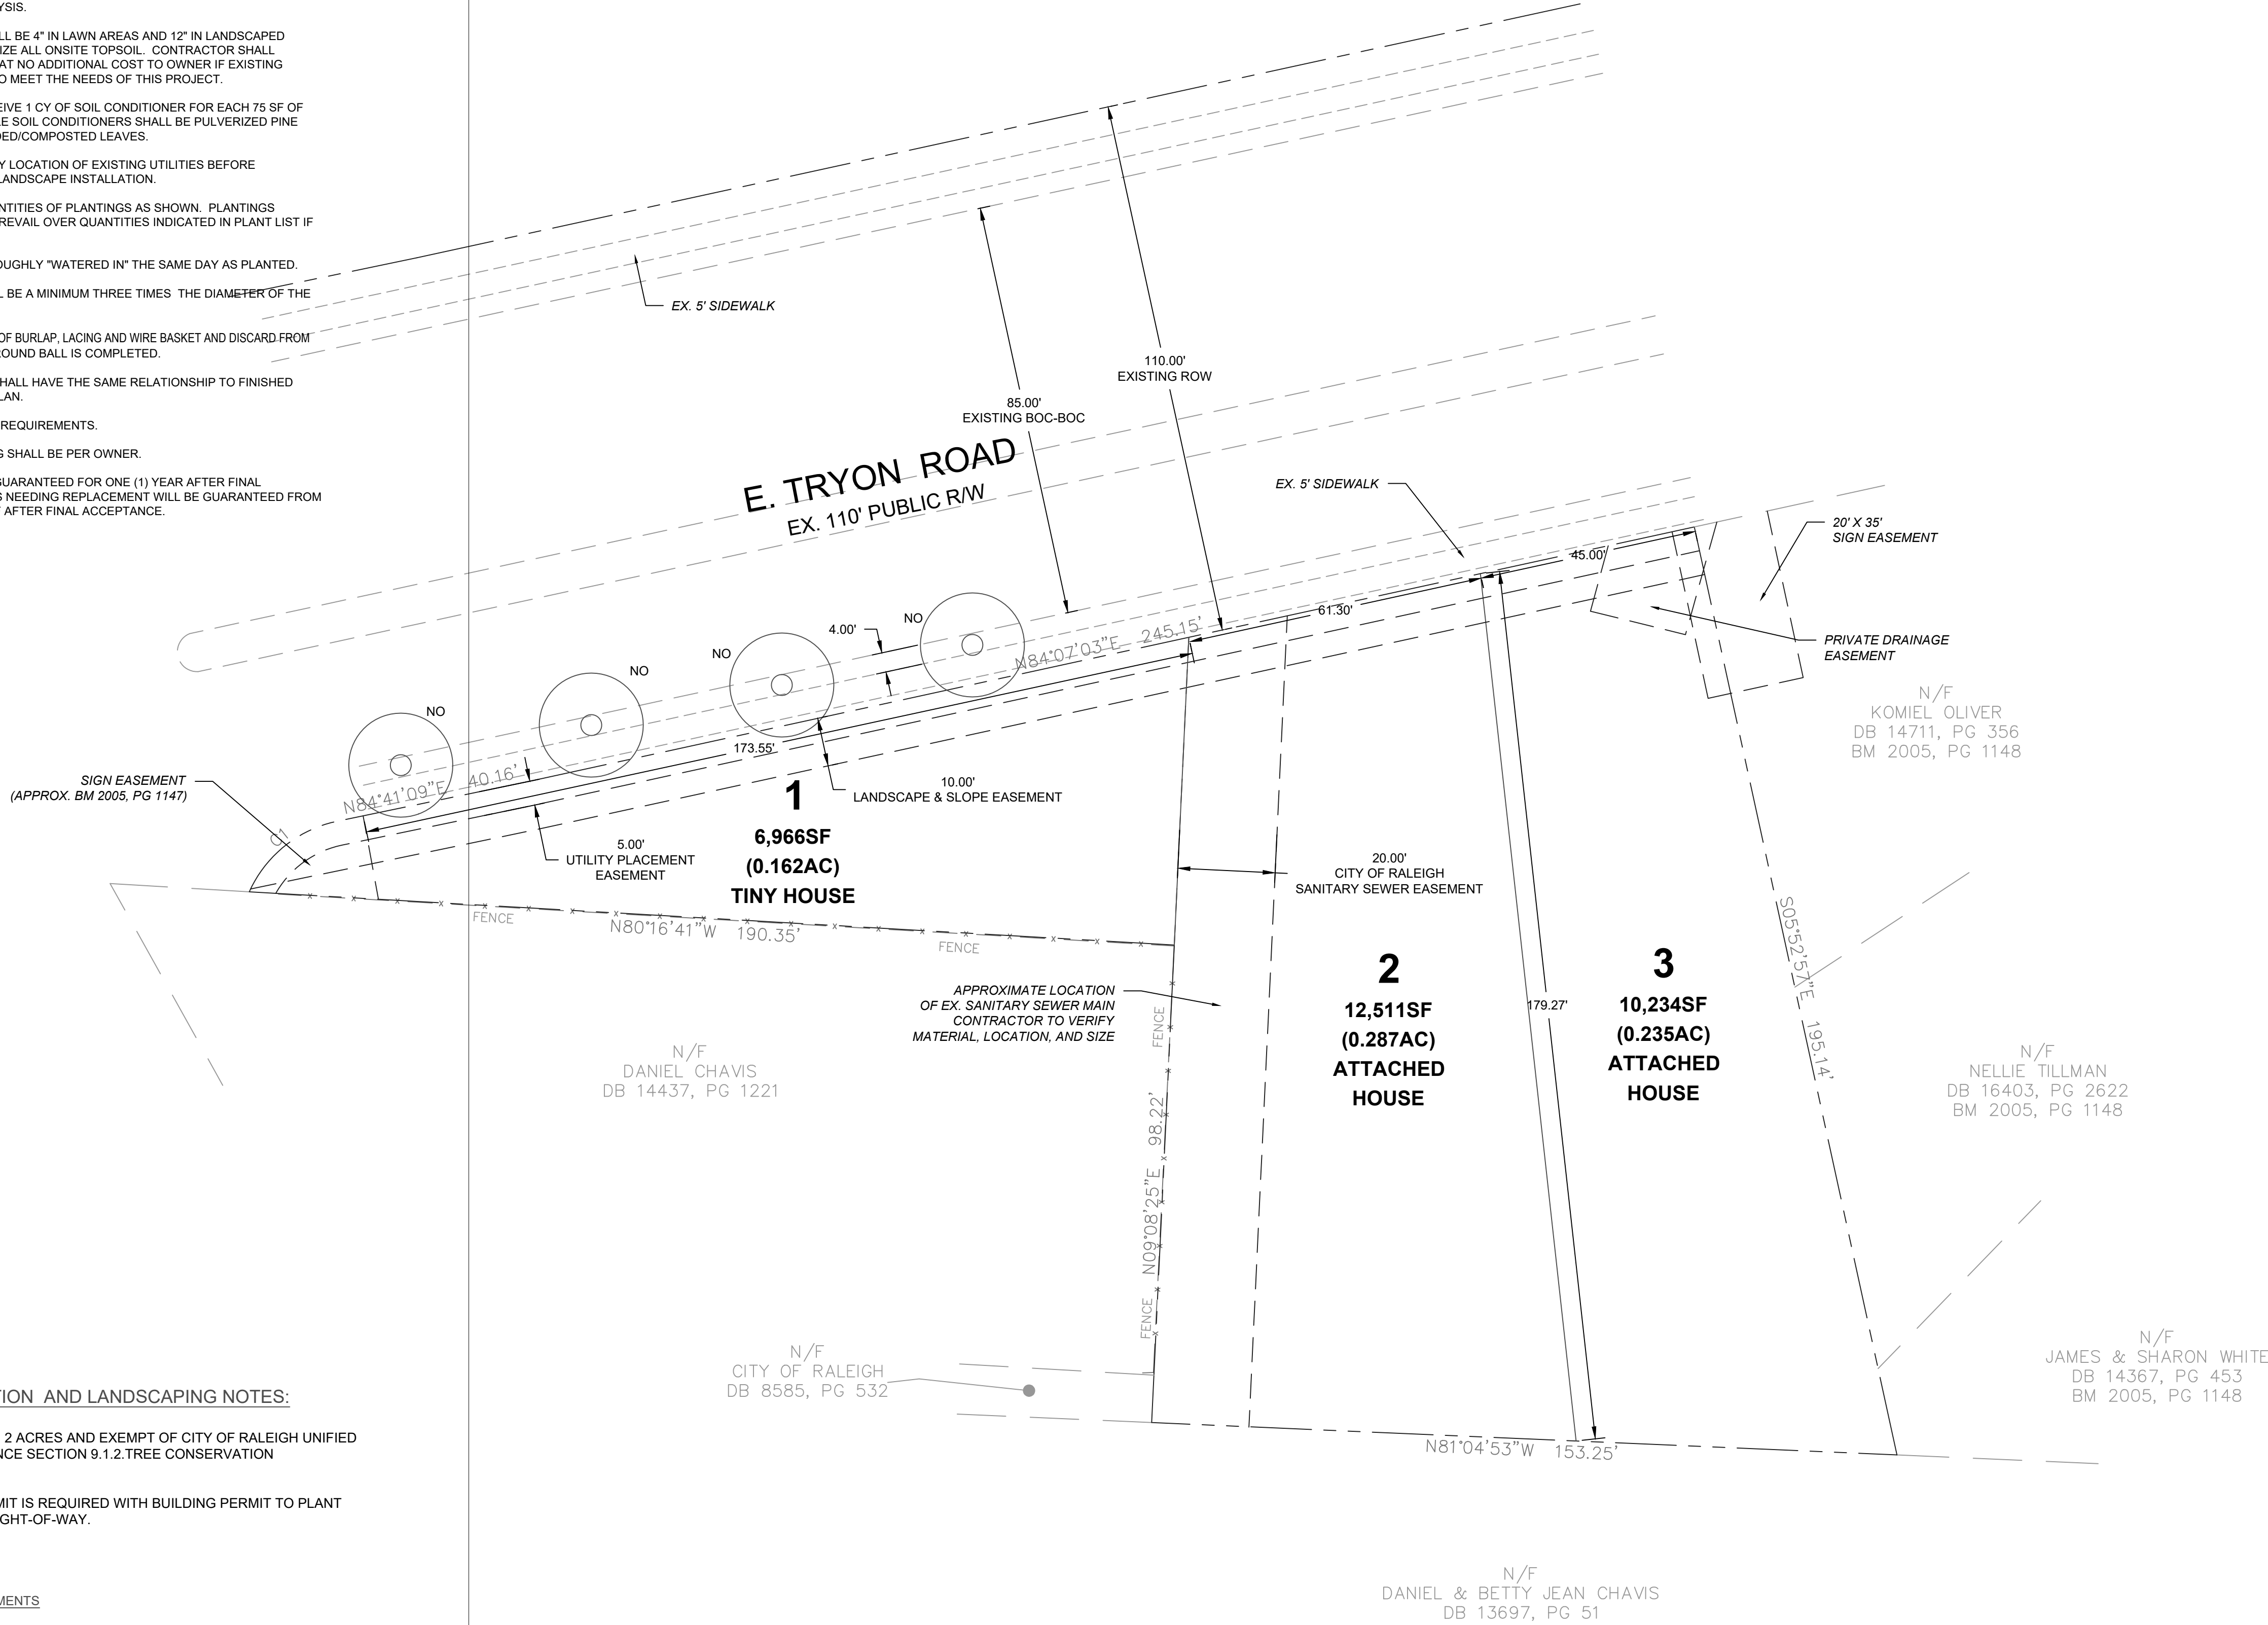 YSIS.
LL BE 4" IN LAWN AREAS AND 12" IN LANDSCAPED
IZE ALL ONSITE TOPSOIL. CONTRACTOR SHALL
AT NO ADDITIONAL COST TO OWNER IF EXISTING
O MEET THE NEEDS OF THIS PROJECT.
EIVE 1 CY OF SOIL CONDITIONER FOR EACH 75 SF OF
LE SOIL CONDITIONERS SHALL BE PULVERIZED PINE
DED/COMPOSTED LEAVES.
Y LOCATION OF EXISTING UTILITIES BEFORE
LANDSCAPE INSTALLATION.
NTITIES OF PLANTINGS AS SHOWN. PLANTINGS
REVAIL OVER QUANTITIES INDICATED IN PLANT LIST IF
OUGHLY "WATERED IN" THE SAME DAY AS PLANTED.
L BE A MINIMUM THREE TIMES THE DIAMETER OF THE
OF BURLAP, LACING AND WIRE BASKET AND DISCARD FROM
ROUND BALL IS COMPLETED.
SHALL HAVE THE SAME RELATIONSHIP TO FINISHED
LAN.
REQUIREMENTS.
G SHALL BE PER OWNER.
GUARANTEED FOR ONE (1) YEAR AFTER FINAL
S NEEDING REPLACEMENT WILL BE GUARANTEED FROM
T AFTER FINAL ACCEPTANCE.
EX. 5' SIDEWALK
110.00'
EXISTING ROW
85.00'
EXISTING BOC-BOC
E. TRYON ROAD
EX. 110' PUBLIC R/W
EX. 5' SIDEWALK
20' X 35'
SIGN EASEMENT
45.00'
61.30'
PRIVATE DRAINAGE
EASEMENT
NO
NO
NO
NO
4.00'
N84°07'03"E 245.15'
N/F
KOMIEL OLIVER
DB 14711, PG 356
BM 2005, PG 1148
173.55'
SIGN EASEMENT
(APPROX. BM 2005, PG 1147)
N84°41'09"E 40.16'
C1
10.00'
LANDSCAPE & SLOPE EASEMENT
5.00'
UTILITY PLACEMENT
EASEMENT
1
6,966SF
(0.162AC)
TINY HOUSE
20.00'
CITY OF RALEIGH
SANITARY SEWER EASEMENT
FENCE
N80°16'41"W 190.35'
FENCE
S05°52'57"E 195.14'
APPROXIMATE LOCATION
OF EX. SANITARY SEWER MAIN
CONTRACTOR TO VERIFY
MATERIAL, LOCATION, AND SIZE
2
12,511SF
(0.287AC)
ATTACHED
HOUSE
179.27'
3
10,234SF
(0.235AC)
ATTACHED
HOUSE
FENCE
N/F
DANIEL CHAVIS
DB 14437, PG 1221
N/F
NELLIE TILLMAN
DB 16403, PG 2622
BM 2005, PG 1148
N09°08'25"E 98.22'
FENCE
N/F
CITY OF RALEIGH
DB 8585, PG 532
N/F
JAMES & SHARON WHITE
DB 14367, PG 453
BM 2005, PG 1148
N81°04'53"W 153.25'
TION AND LANDSCAPING NOTES:
2 ACRES AND EXEMPT OF CITY OF RALEIGH UNIFIED
NCE SECTION 9.1.2.TREE CONSERVATION
MIT IS REQUIRED WITH BUILDING PERMIT TO PLANT
GHT-OF-WAY.
N/F
DANIEL & BETTY JEAN CHAVIS
DB 13697, PG 51
MENTS